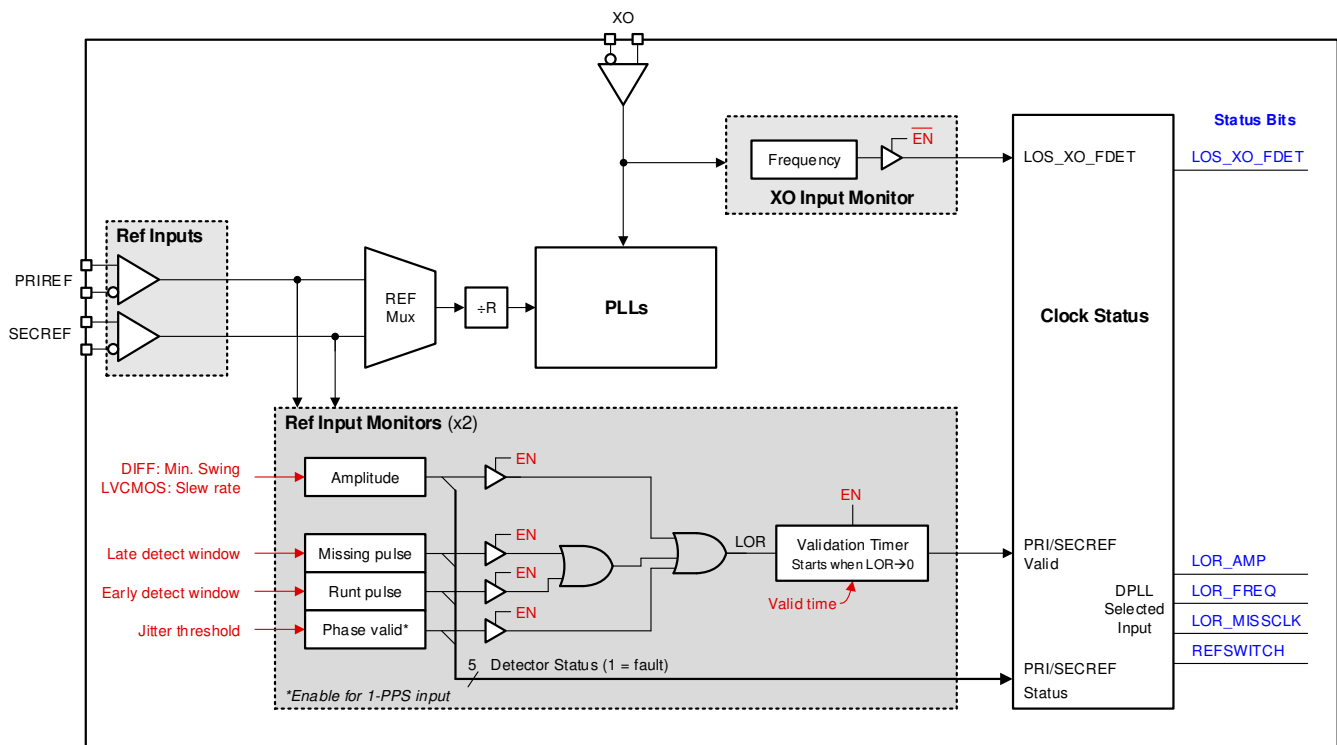 XO
Status Bits
EN
Frequency
LOS_XO_FDET
LOS_XO_FDET
XO Input Monitor
Ref Inputs
PRIREF
SECREF
REF
Mux
÷R
PLLs
Clock Status
Ref Input Monitors (x2)
DIFF: Min. Swing
LVCMOS: Slew rate
Amplitude
EN
EN
Late detect window
Missing pulse
EN
LOR
Validation Timer
Starts when LOR→0
PRI/SECREF
Valid
Early detect window
Runt pulse
EN
Valid time
Jitter threshold
Phase valid*
EN
DPLL
Selected
Input
LOR_AMP
LOR_FREQ
LOR_MISSCLK
REFSWITCH
5 Detector Status (1 = fault)
PRI/SECREF
Status
*Enable for 1-PPS input